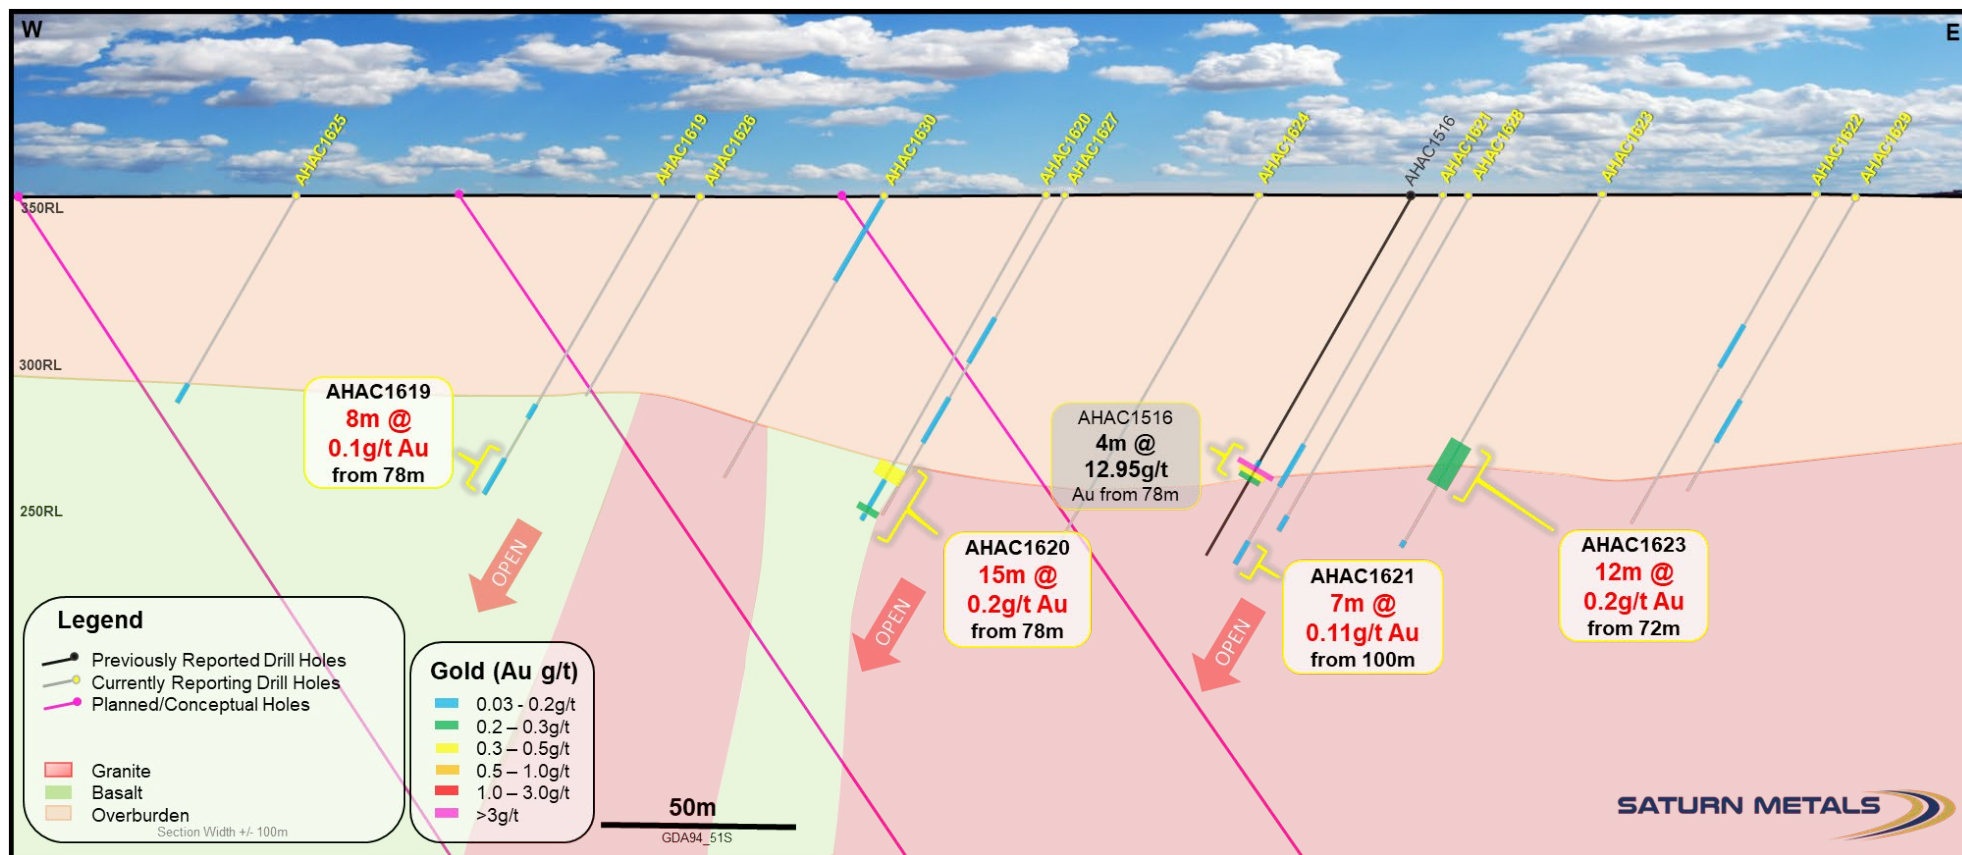 W
E
AHAC1625
AHAC1619
AHAC1626
AHAC1630
AHAC1620
AHAC1627
AHAC1624
AHAC1516
AHAC1621
AHAC1628
AHAC1623
AHAC1622
AHAC1629
350RL
300RL
250RL
AHAC1619
8m @
0.1g/t Au
from 78m
AHAC1516
4m @
12.95g/t
Au from 78m
AHAC1620
15m @
0.2g/t Au
from 78m
AHAC1621
7m @
0.11g/t Au
from 100m
AHAC1623
12m @
0.2g/t Au
from 72m
OPEN
OPEN
OPEN
Legend
Previously Reported Drill Holes
Currently Reporting Drill Holes
Planned/Conceptual Holes
Granite
Basalt
Overburden
Section Width +/- 100m
Gold (Au g/t)
0.03 - 0.2g/t
0.2 – 0.3g/t
0.3 – 0.5g/t
0.5 – 1.0g/t
1.0 – 3.0g/t
>3g/t
50m
GDA94_51S
SATURN METALS